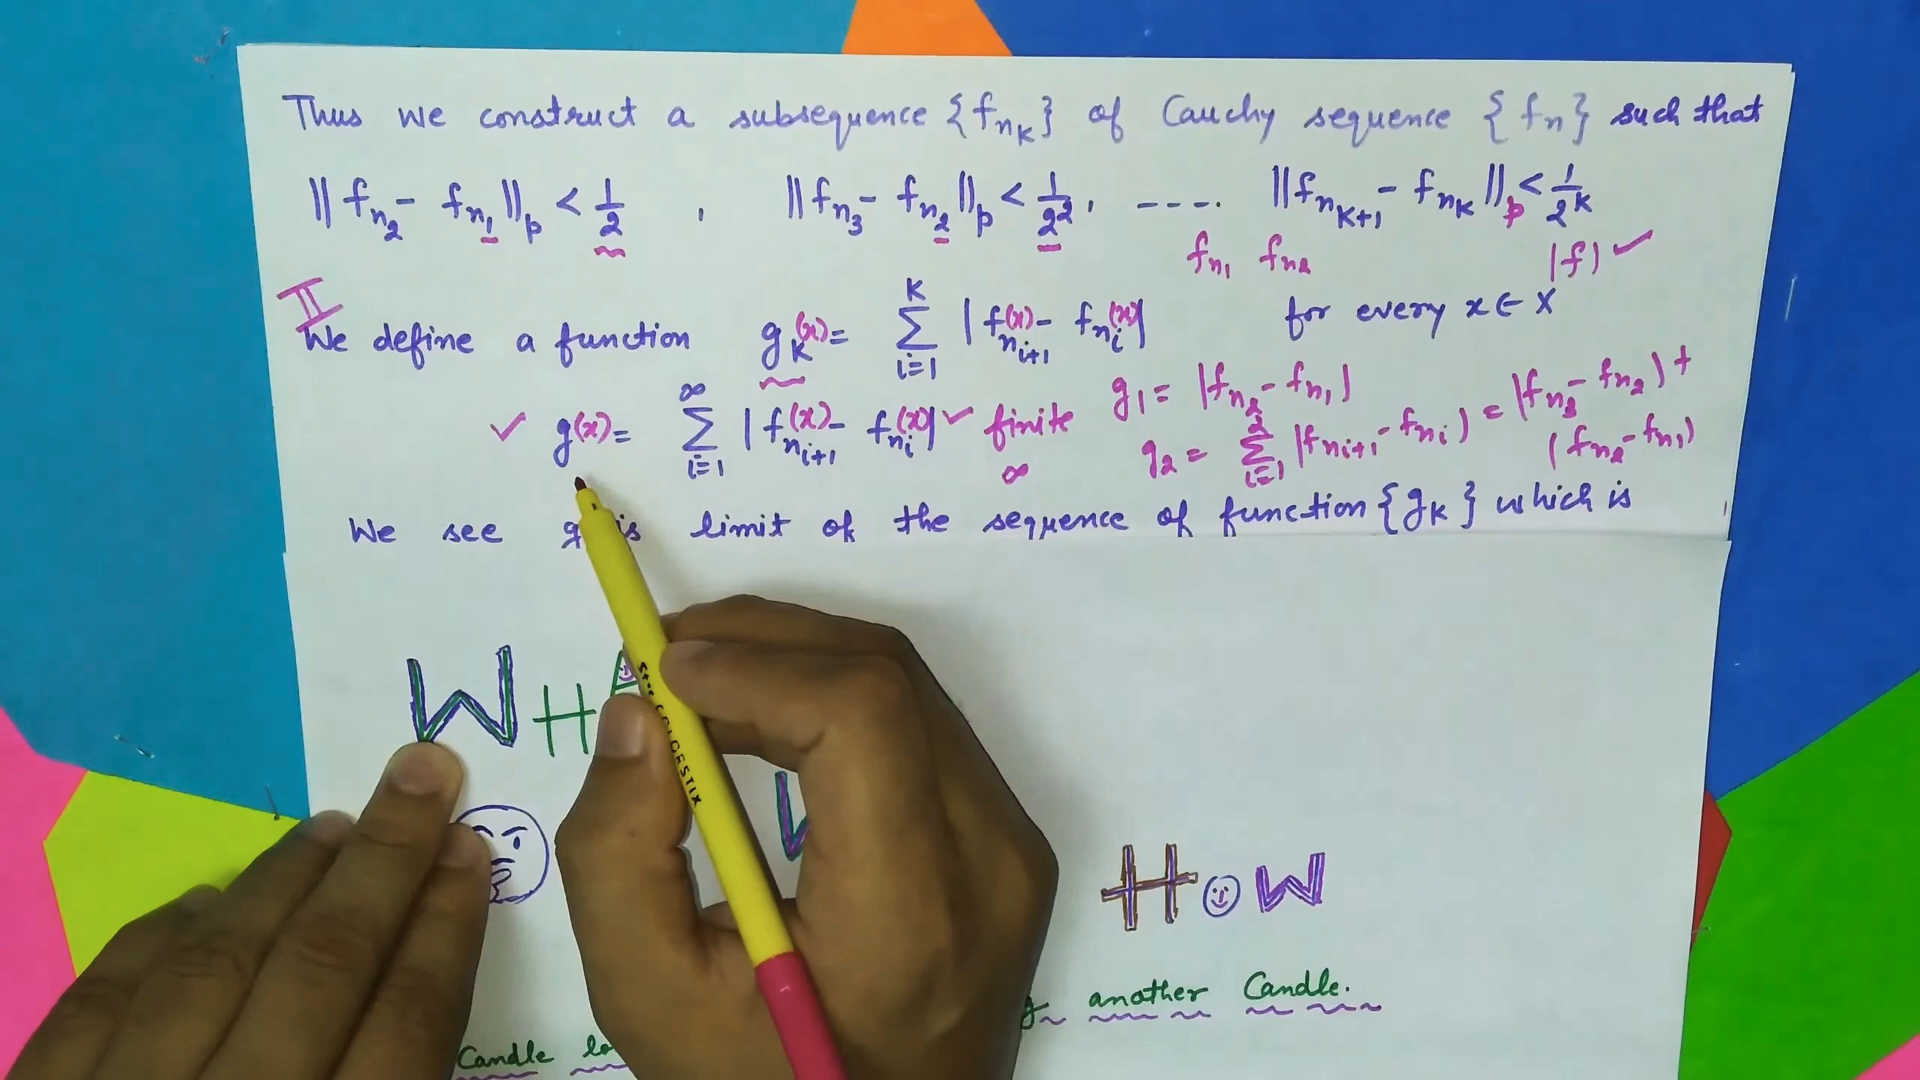 Thus we construct a subsequence {f_{n_k}} of Cauchy sequence {f_n} such that
||f_{n_2} - f_{n_1}||_p < 1/2 , ||f_{n_3} - f_{n_2}||_p < 1/2^2, ---- . ||f_{n_{k+1}} - f_{n_k}||_p < 1/2^k
f_{n_1} f_{n_2} |f| ✓
II
We define a function g_k(x) = \sum_{i=1}^{k} |f_{n_{i+1}}(x) - f_{n_i}(x)| for every x ∈ X
✓ g(x) = \sum_{i=1}^{∞} |f_{n_{i+1}}(x) - f_{n_i}(x)| ✓ finite
∞
g_1 = |f_{n_2} - f_{n_1}|
g_2 = \sum_{i=1}^{2} |f_{n_{i+1}} - f_{n_i}| = |f_{n_3} - f_{n_2}| +
|f_{n_2} - f_{n_1}|
We see g is limit of the sequence of function {g_k} which is
HOW
another Candle.
Candle